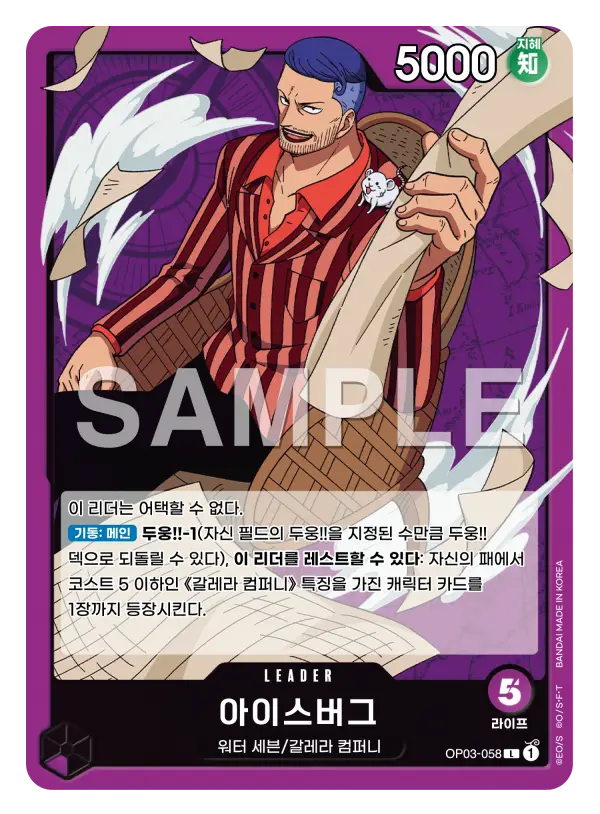 5000
지혜
知
SAMPLE
이 리더는 어택할 수 없다.
기동: 메인 두웅!!-1(자신 필드의 두웅!!을 지정된 수만큼 두웅!!
덱으로 되돌릴 수 있다), 이 리더를 레스트할 수 있다: 자신의 패에서
코스트 5 이하인 《갈레라 컴퍼니》 특징을 가진 캐릭터 카드를
1장까지 등장시킨다.
LEADER
5
아이스버그
라이프
워터 세븐/갈레라 컴퍼니
OP03-058 L 1
©EO/S ©O/S·F·T BANDAI MADE IN KOREA